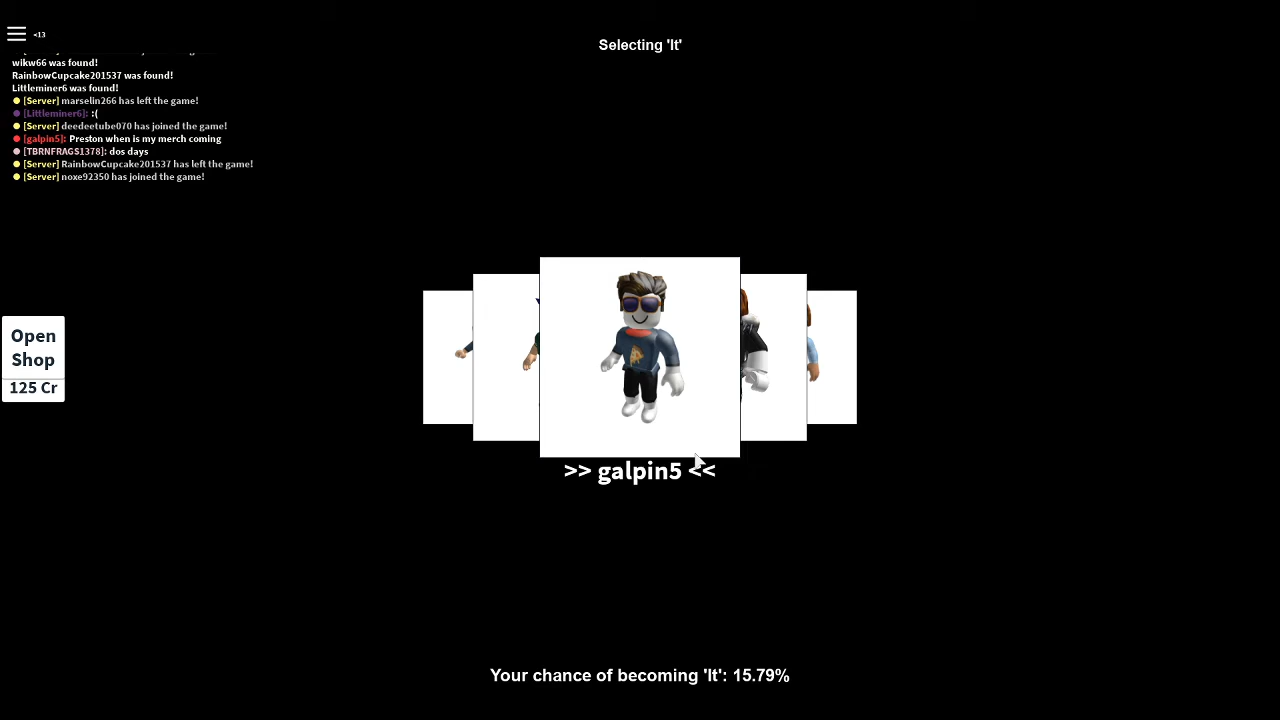 <13
Selecting 'It'
wikw66 was found!
RainbowCupcake201537 was found!
Littleminer6 was found!
[Server] marselin266 has left the game!
[Littleminer6]: :(
[Server] deedeetube070 has joined the game!
[galpin5]: Preston when is my merch coming
[TBRNFRAGS1378]: dos days
[Server] RainbowCupcake201537 has left the game!
[Server] noxe92350 has joined the game!
Open
Shop
125 Cr
>> galpin5 <<
Your chance of becoming 'It': 15.79%